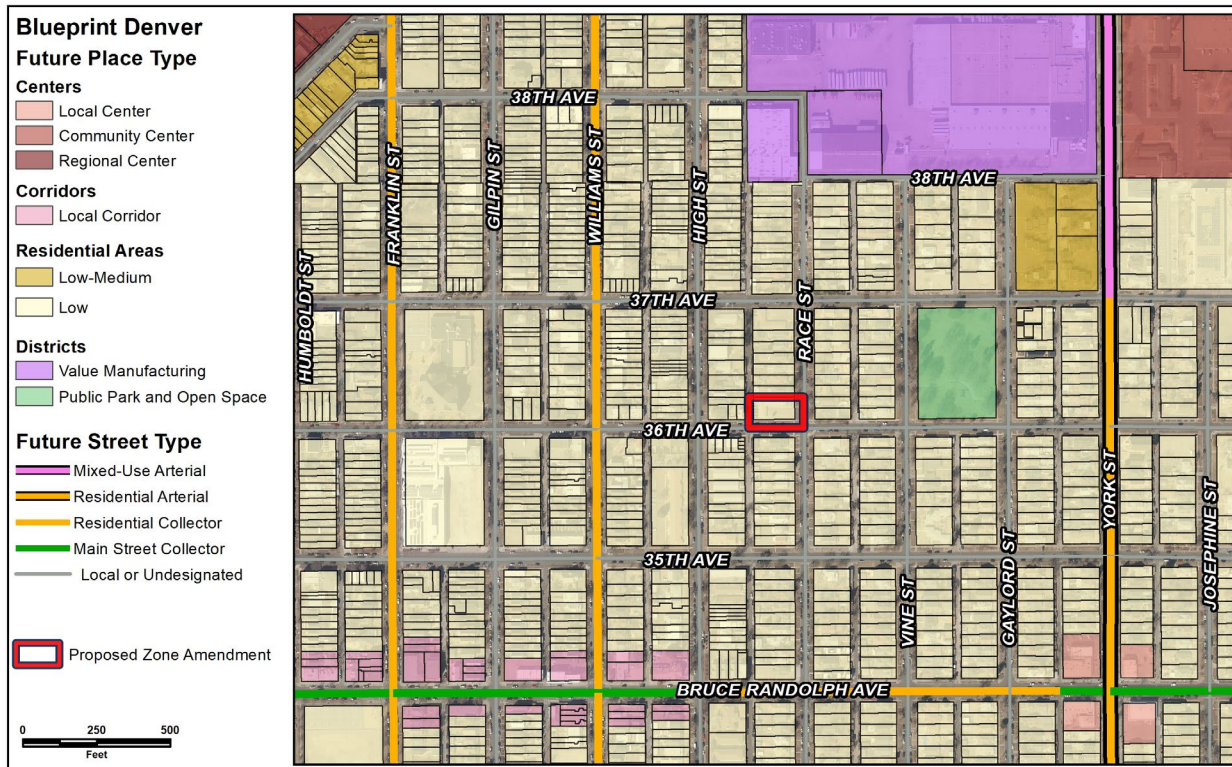 Blueprint Denver
Future Place Type
Centers
Local Center
Community Center
Regional Center
Corridors
Local Corridor
Residential Areas
Low-Medium
Low
Districts
Value Manufacturing
Public Park and Open Space
Future Street Type
Mixed-Use Arterial
Residential Arterial
Residential Collector
Main Street Collector
Local or Undesignated
Proposed Zone Amendment
0 250 500
Feet
38TH AVE
38TH AVE
FRANKLIN ST
GILPIN ST
WILLIAMS ST
HIGH ST
HUMBOLDT ST
37TH AVE
RACE ST
36TH AVE
YORK ST
JOSEPHINE ST
35TH AVE
VINE ST
GAYLORD ST
BRUCE RANDOLPH AVE